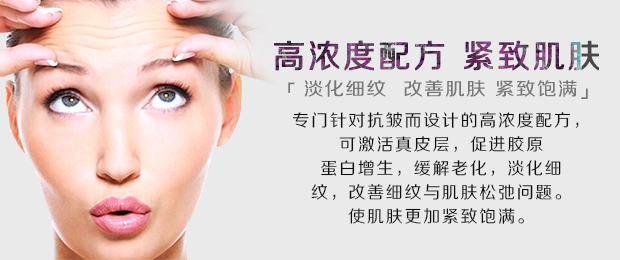 高浓度配方 紧致肌肤
「 淡化细纹 改善肌肤 紧致饱满」
专门针对抗皱而设计的高浓度配方，
可激活真皮层，促进胶原
蛋白增生，缓解老化，淡化细
纹，改善细纹与肌肤松弛问题。
使肌肤更加紧致饱满。